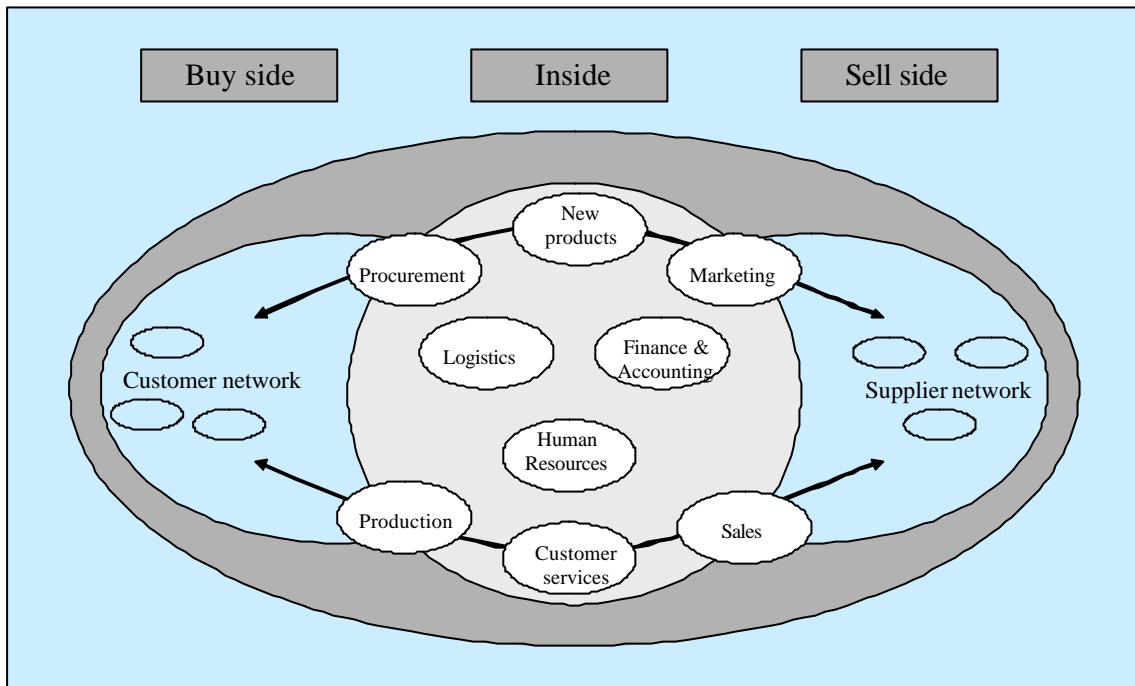 Buy side
Inside
Sell side
New
products
Procurement
Marketing
Logistics
Finance &
Accounting
Customer network
Supplier network
Human
Resources
Production
Sales
Customer
services